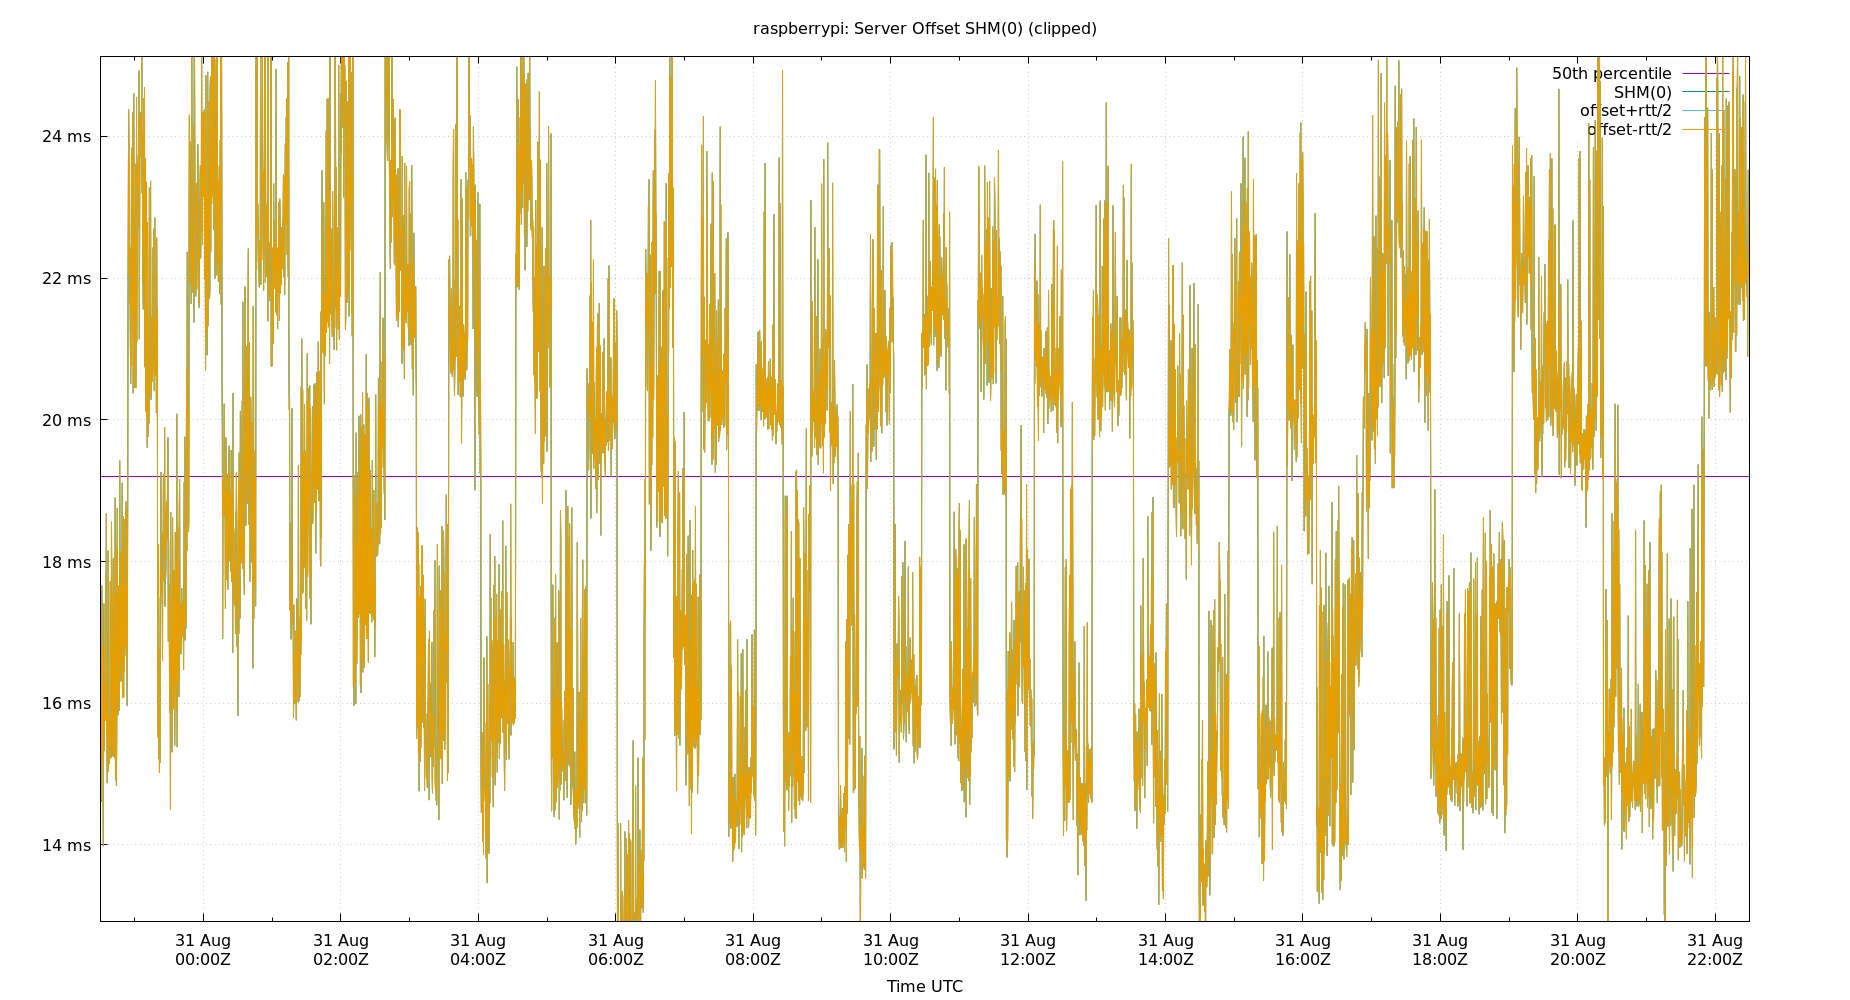 raspberrypi: Server Offset SHM(0) (clipped)
50th percentile
SHM(0)
offset+rtt/2
offset-rtt/2
24 ms
22 ms
20 ms
18 ms
16 ms
14 ms
31 Aug 31 Aug 31 Aug 31 Aug 31 Aug 31 Aug 31 Aug 31 Aug 31 Aug 31 Aug 31 Aug 31 Aug
00:00Z 02:00Z 04:00Z 06:00Z 08:00Z 10:00Z 12:00Z 14:00Z 16:00Z 18:00Z 20:00Z 22:00Z
Time UTC